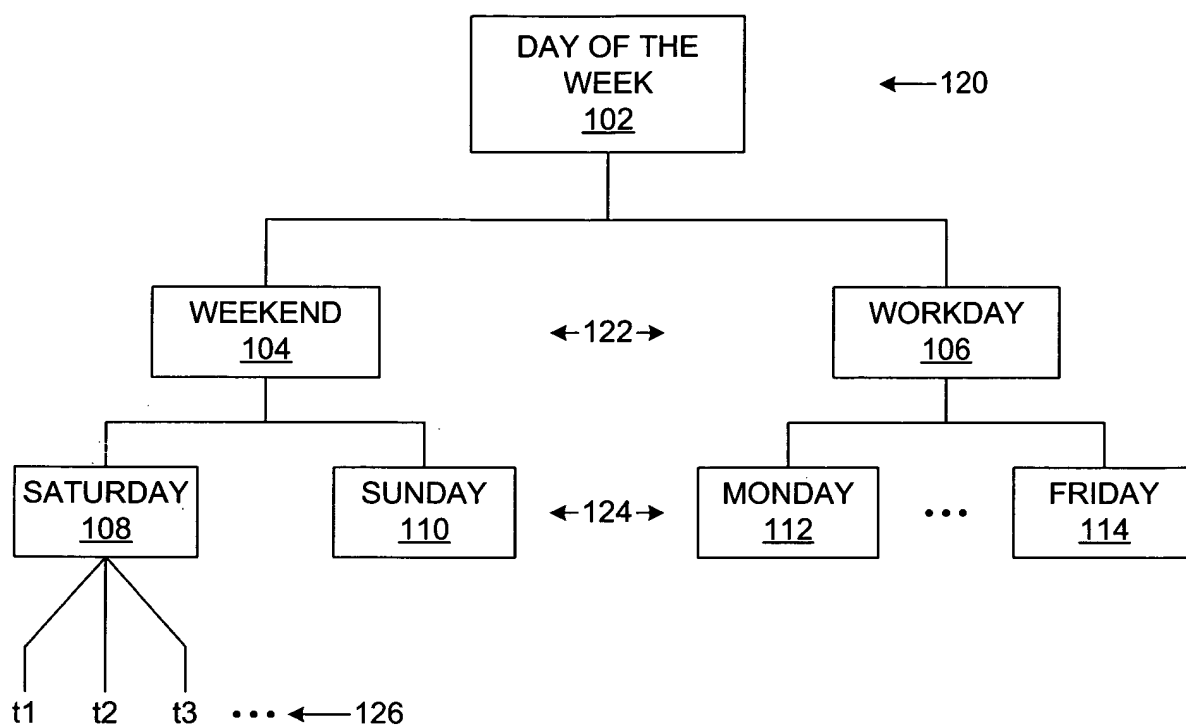 DAY OF THE
WEEK
102
←120
WEEKEND
104
←122→
WORKDAY
106
SATURDAY
108
SUNDAY
110
←124→
MONDAY
112
•••
FRIDAY
114
t1 t2 t3 ••• ←126